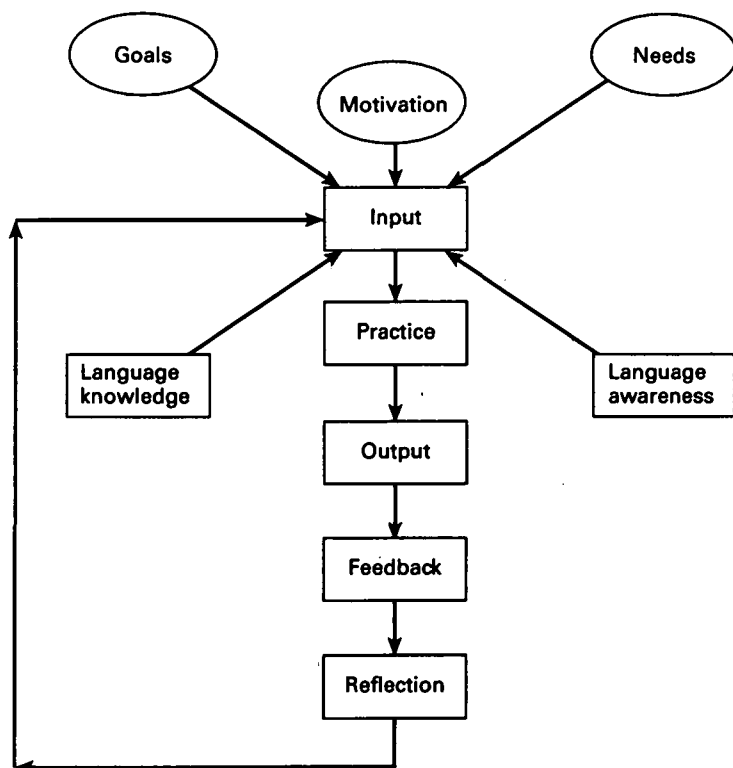 Goals
Needs
Motivation
Input
Practice
Language
knowledge
Language
awareness
Output
Feedback
Reflection